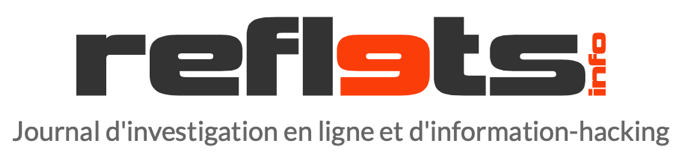 reflets info
Journal d'investigation en ligne et d'information-hacking